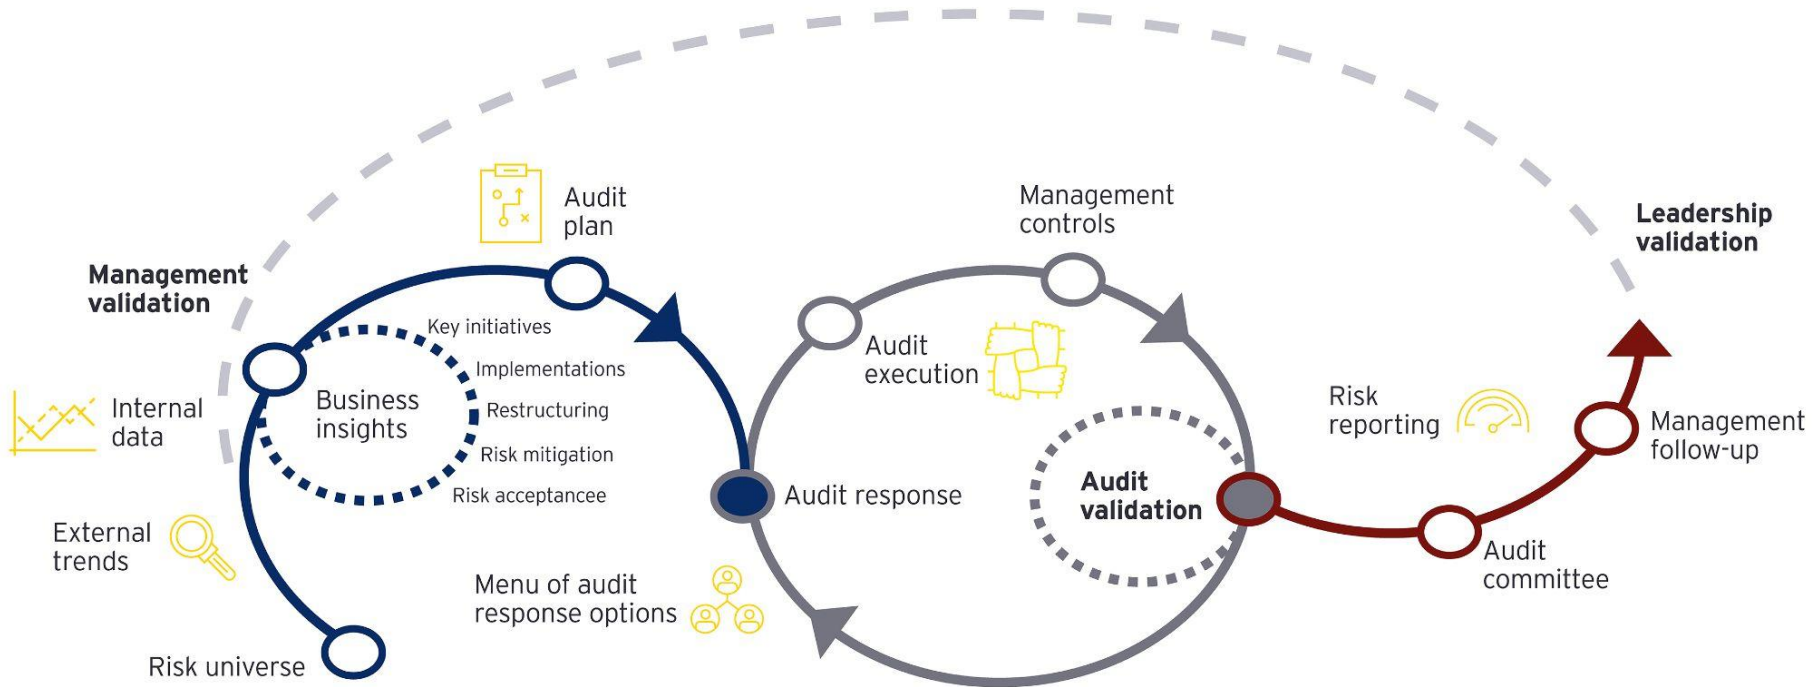 Management
validation
Internal
data
External
trends
Risk universe
Business
insights
Key initiatives
Implementations
Restructuring
Risk mitigation
Risk acceptancee
Audit
plan
Audit response
Menu of audit
response options
Audit
execution
Management
controls
Audit
validation
Risk
reporting
Audit
committee
Management
follow-up
Leadership
validation